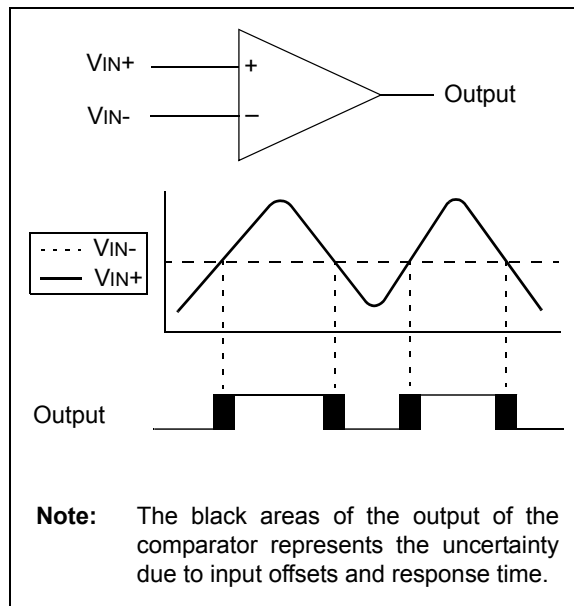 VIN+
+
Output
VIN-
–
VIN-
VIN+
Output
Note: The black areas of the output of the
comparator represents the uncertainty
due to input offsets and response time.